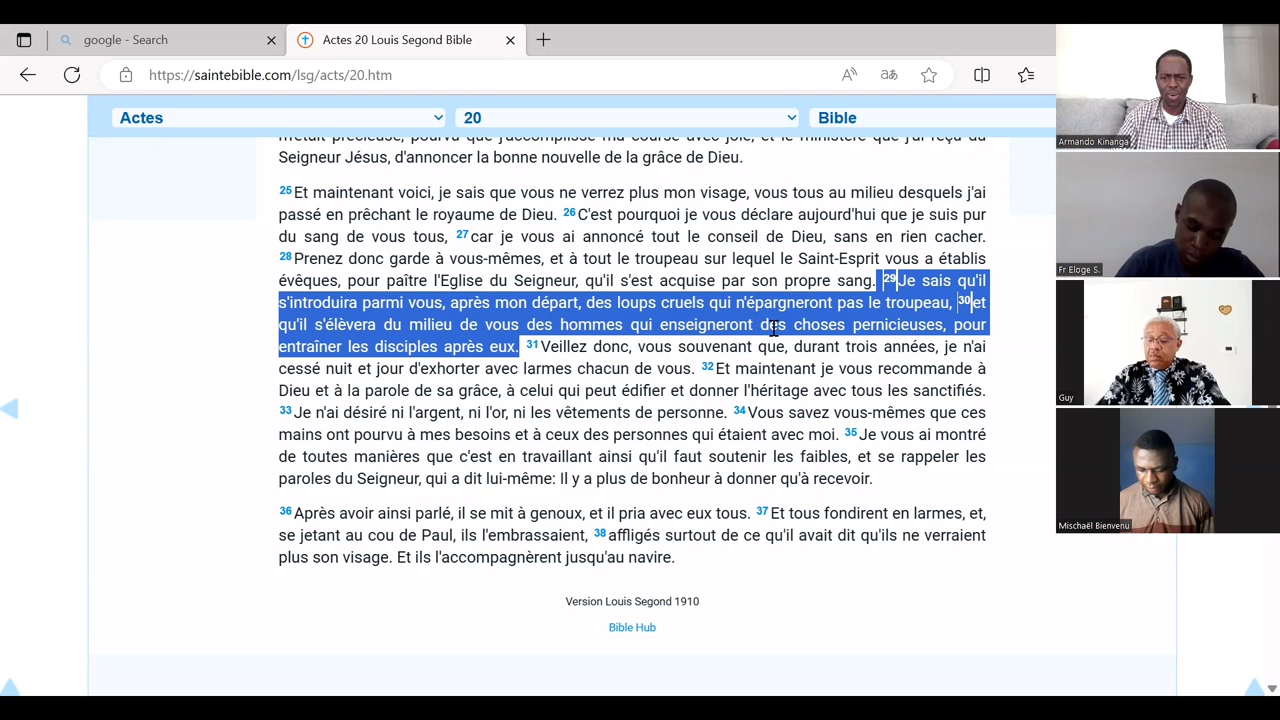 google - Search
Actes 20 Louis Segond Bible
https://saintebible.com/lsg/acts/20.htm
Actes
20
Bible
m'était précieuse, pourvu que j'accomplisse ma course avec joie, et le ministère que j'ai reçu du
Seigneur Jésus, d'annoncer la bonne nouvelle de la grâce de Dieu.
25 Et maintenant voici, je sais que vous ne verrez plus mon visage, vous tous au milieu desquels j'ai
passé en prêchant le royaume de Dieu. 26 C'est pourquoi je vous déclare aujourd'hui que je suis pur
du sang de vous tous, 27 car je vous ai annoncé tout le conseil de Dieu, sans en rien cacher.
28 Prenez donc garde à vous-mêmes, et à tout le troupeau sur lequel le Saint-Esprit vous a établis
évêques, pour paître l'Eglise du Seigneur, qu'il s'est acquise par son propre sang. 29 Je sais qu'il
s'introduira parmi vous, après mon départ, des loups cruels qui n'épargneront pas le troupeau, 30 et
qu'il s'élèvera du milieu de vous des hommes qui enseigneront des choses pernicieuses, pour
entraîner les disciples après eux. 31 Veillez donc, vous souvenant que, durant trois années, je n'ai
cessé nuit et jour d'exhorter avec larmes chacun de vous. 32 Et maintenant je vous recommande à
Dieu et à la parole de sa grâce, à celui qui peut édifier et donner l'héritage avec tous les sanctifiés.
33 Je n'ai désiré ni l'argent, ni l'or, ni les vêtements de personne. 34 Vous savez vous-mêmes que ces
mains ont pourvu à mes besoins et à ceux des personnes qui étaient avec moi. 35 Je vous ai montré
de toutes manières que c'est en travaillant ainsi qu'il faut soutenir les faibles, et se rappeler les
paroles du Seigneur, qui a dit lui-même: Il y a plus de bonheur à donner qu'à recevoir.
36 Après avoir ainsi parlé, il se mit à genoux, et il pria avec eux tous. 37 Et tous fondirent en larmes, et,
se jetant au cou de Paul, ils l'embrassaient, 38 affligés surtout de ce qu'il avait dit qu'ils ne verraient
plus son visage. Et ils l'accompagnèrent jusqu'au navire.
Version Louis Segond 1910
Bible Hub
Armando Kinanga
Fr Eloge S.
Guy
Mischaël Bienvenu